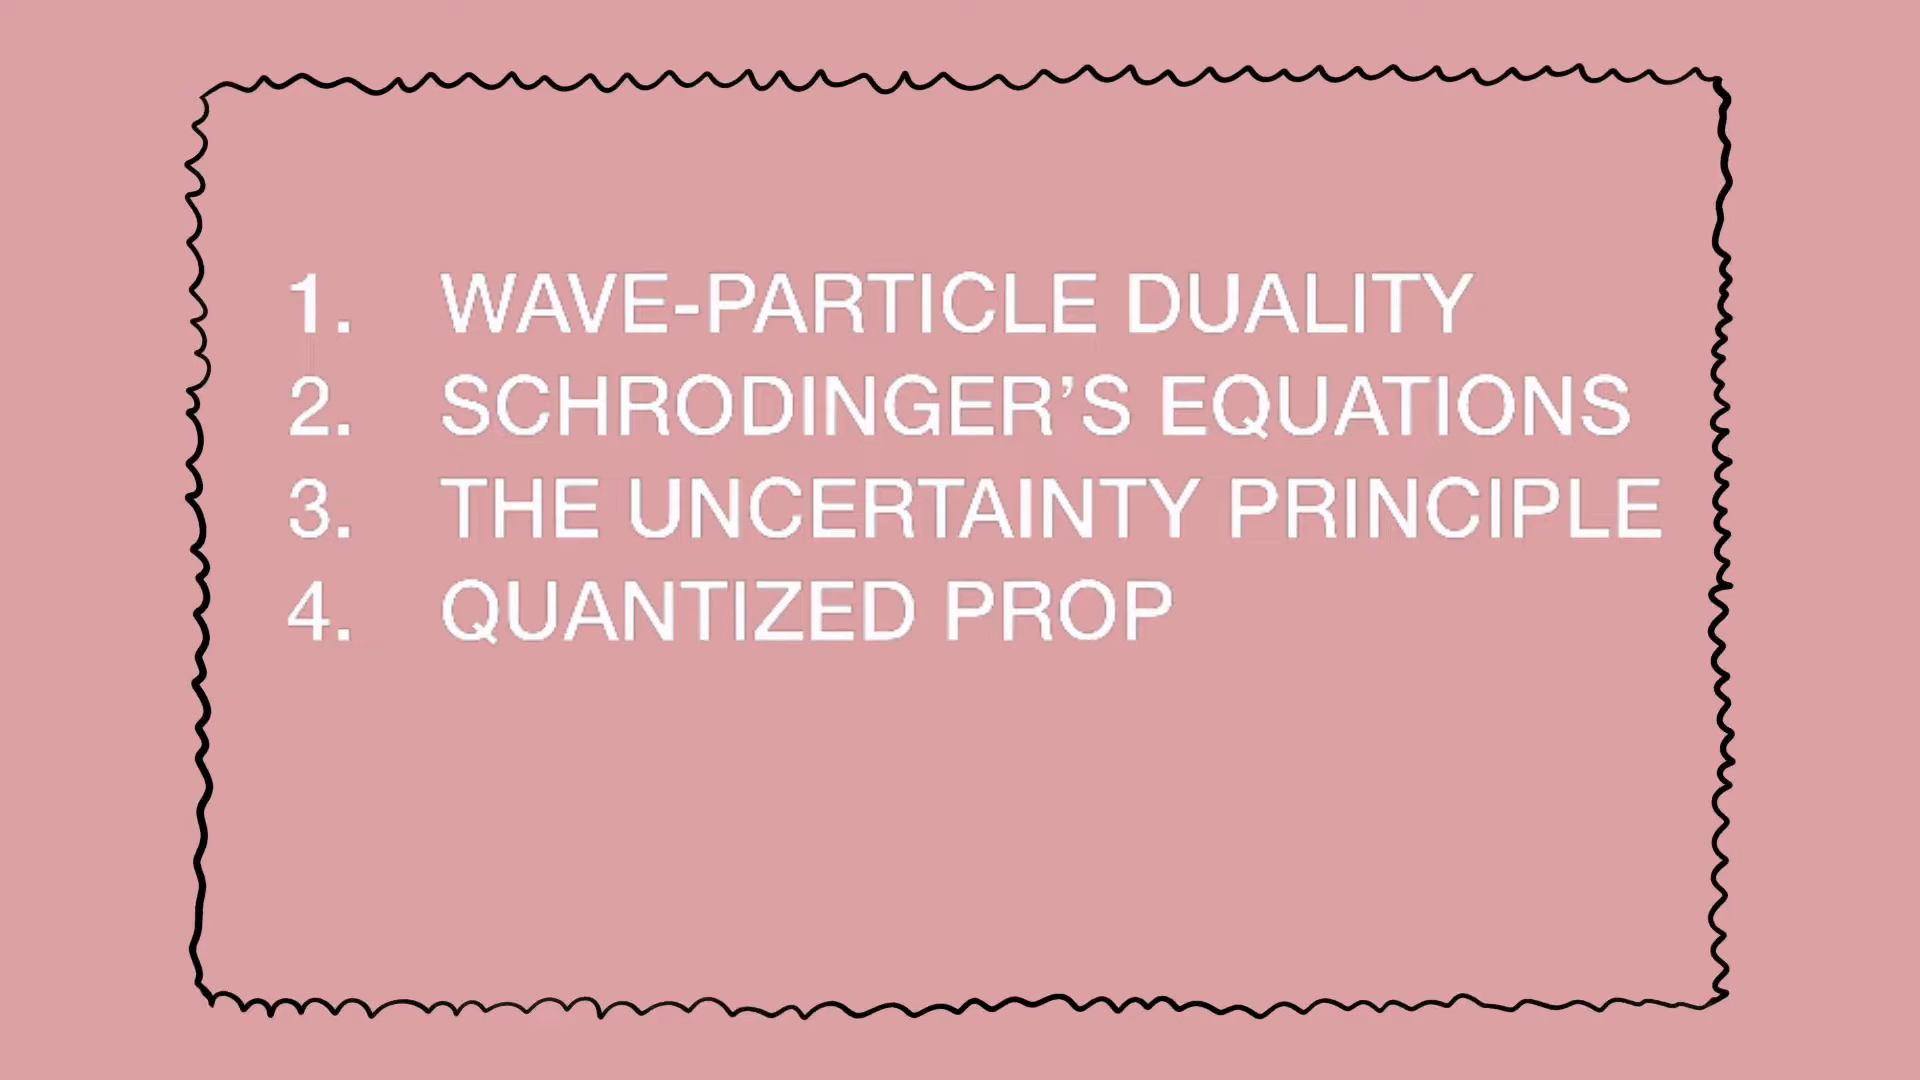 1. WAVE-PARTICLE DUALITY
2. SCHRODINGER’S EQUATIONS
3. THE UNCERTAINTY PRINCIPLE
4. QUANTIZED PROP